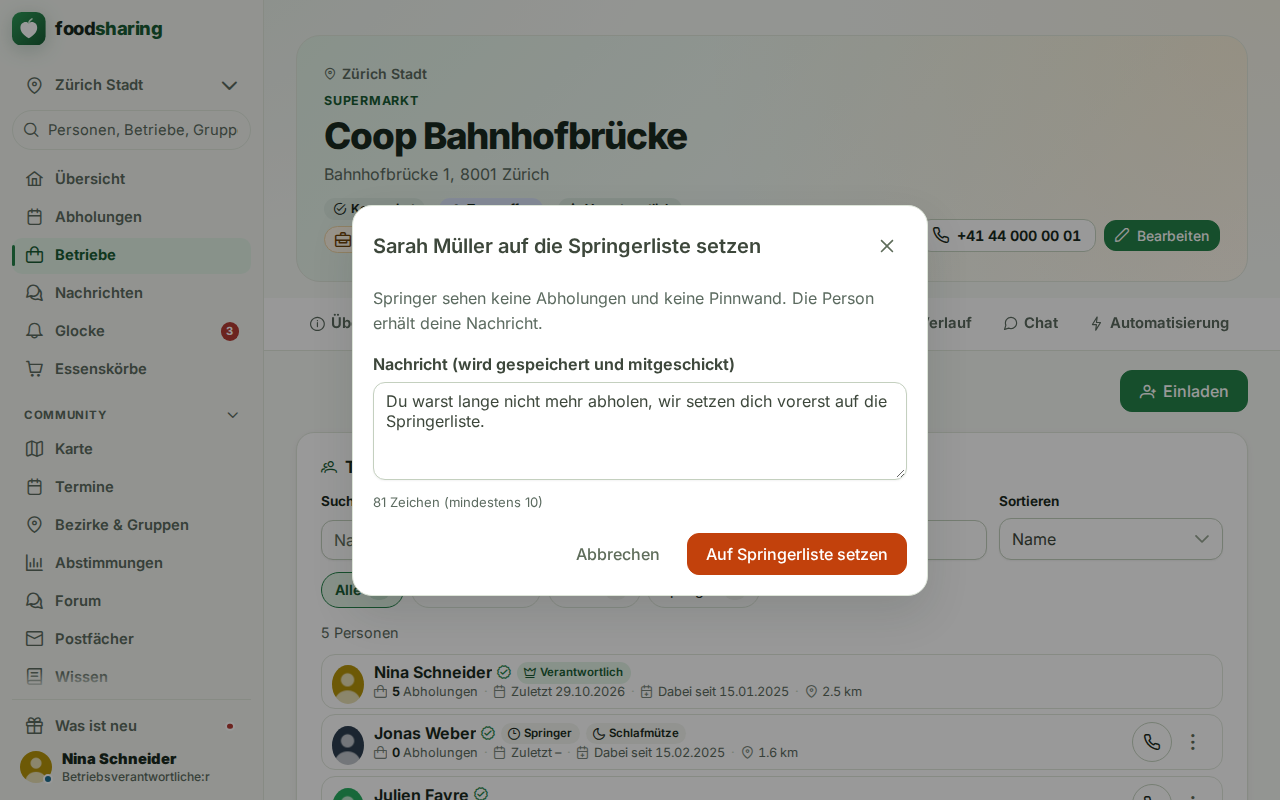 foodsharing
Zürich Stadt
Personen, Betriebe, Grupp
Übersicht
Abholungen
Betriebe
Nachrichten
Glocke
3
Essenskörbe
COMMUNITY
Karte
Termine
Bezirke & Gruppen
Abstimmungen
Forum
Postfächer
Wissen
Was ist neu
Nina Schneider
Betriebsverantwortliche:r
Zürich Stadt
SUPERMARKT
Coop Bahnhofbrücke
Bahnhofbrücke 1, 8001 Zürich
+41 44 000 00 01
Bearbeiten
Chat
Automatisierung
Einladen
Sarah Müller auf die Springerliste setzen
Springer sehen keine Abholungen und keine Pinnwand. Die Person
erhält deine Nachricht.
Nachricht (wird gespeichert und mitgeschickt)
Du warst lange nicht mehr abholen, wir setzen dich vorerst auf die
Springerliste.
81 Zeichen (mindestens 10)
Abbrechen
Auf Springerliste setzen
Sortieren
Name
Alle
5 Personen
Nina Schneider Verantwortlich
5 Abholungen · Zuletzt 29.10.2026 · Dabei seit 15.01.2025 · 2.5 km
Jonas Weber Springer Schlafmütze
0 Abholungen · Zuletzt – · Dabei seit 15.02.2025 · 1.6 km
Julien Favre